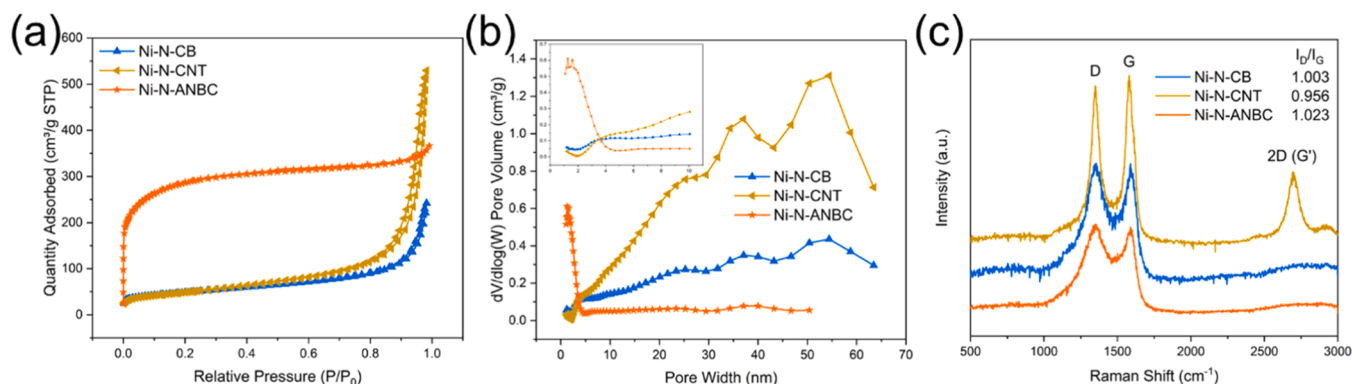 (a)
600
500
400
300
200
100
0
0.0 0.2 0.4 0.6 0.8 1.0
Quantity Adsorbed (cm³/g STP)
Relative Pressure (P/P₀)
Ni-N-CB
Ni-N-CNT
Ni-N-ANBC
(b)
1.4
1.2
1.0
0.8
0.6
0.4
0.2
0.0
0 10 20 30 40 50 60 70
dV/dlog(W) Pore Volume (cm³/g)
Pore Width (nm)
Ni-N-CB
Ni-N-CNT
Ni-N-ANBC
(c)
D
G
2D (G')
I_D/I_G
Ni-N-CB 1.003
Ni-N-CNT 0.956
Ni-N-ANBC 1.023
Intensity (a.u.)
500 1000 1500 2000 2500 3000
Raman Shift (cm⁻¹)